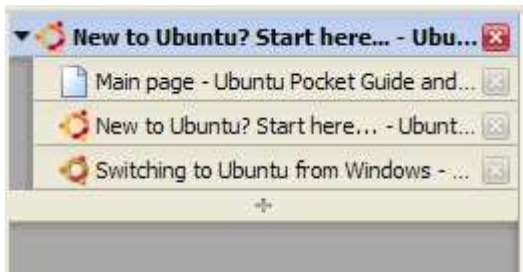 New to Ubuntu? Start here... - Ubu...
Main page - Ubuntu Pocket Guide and...
New to Ubuntu? Start here... - Ubunt...
Switching to Ubuntu from Windows - ...